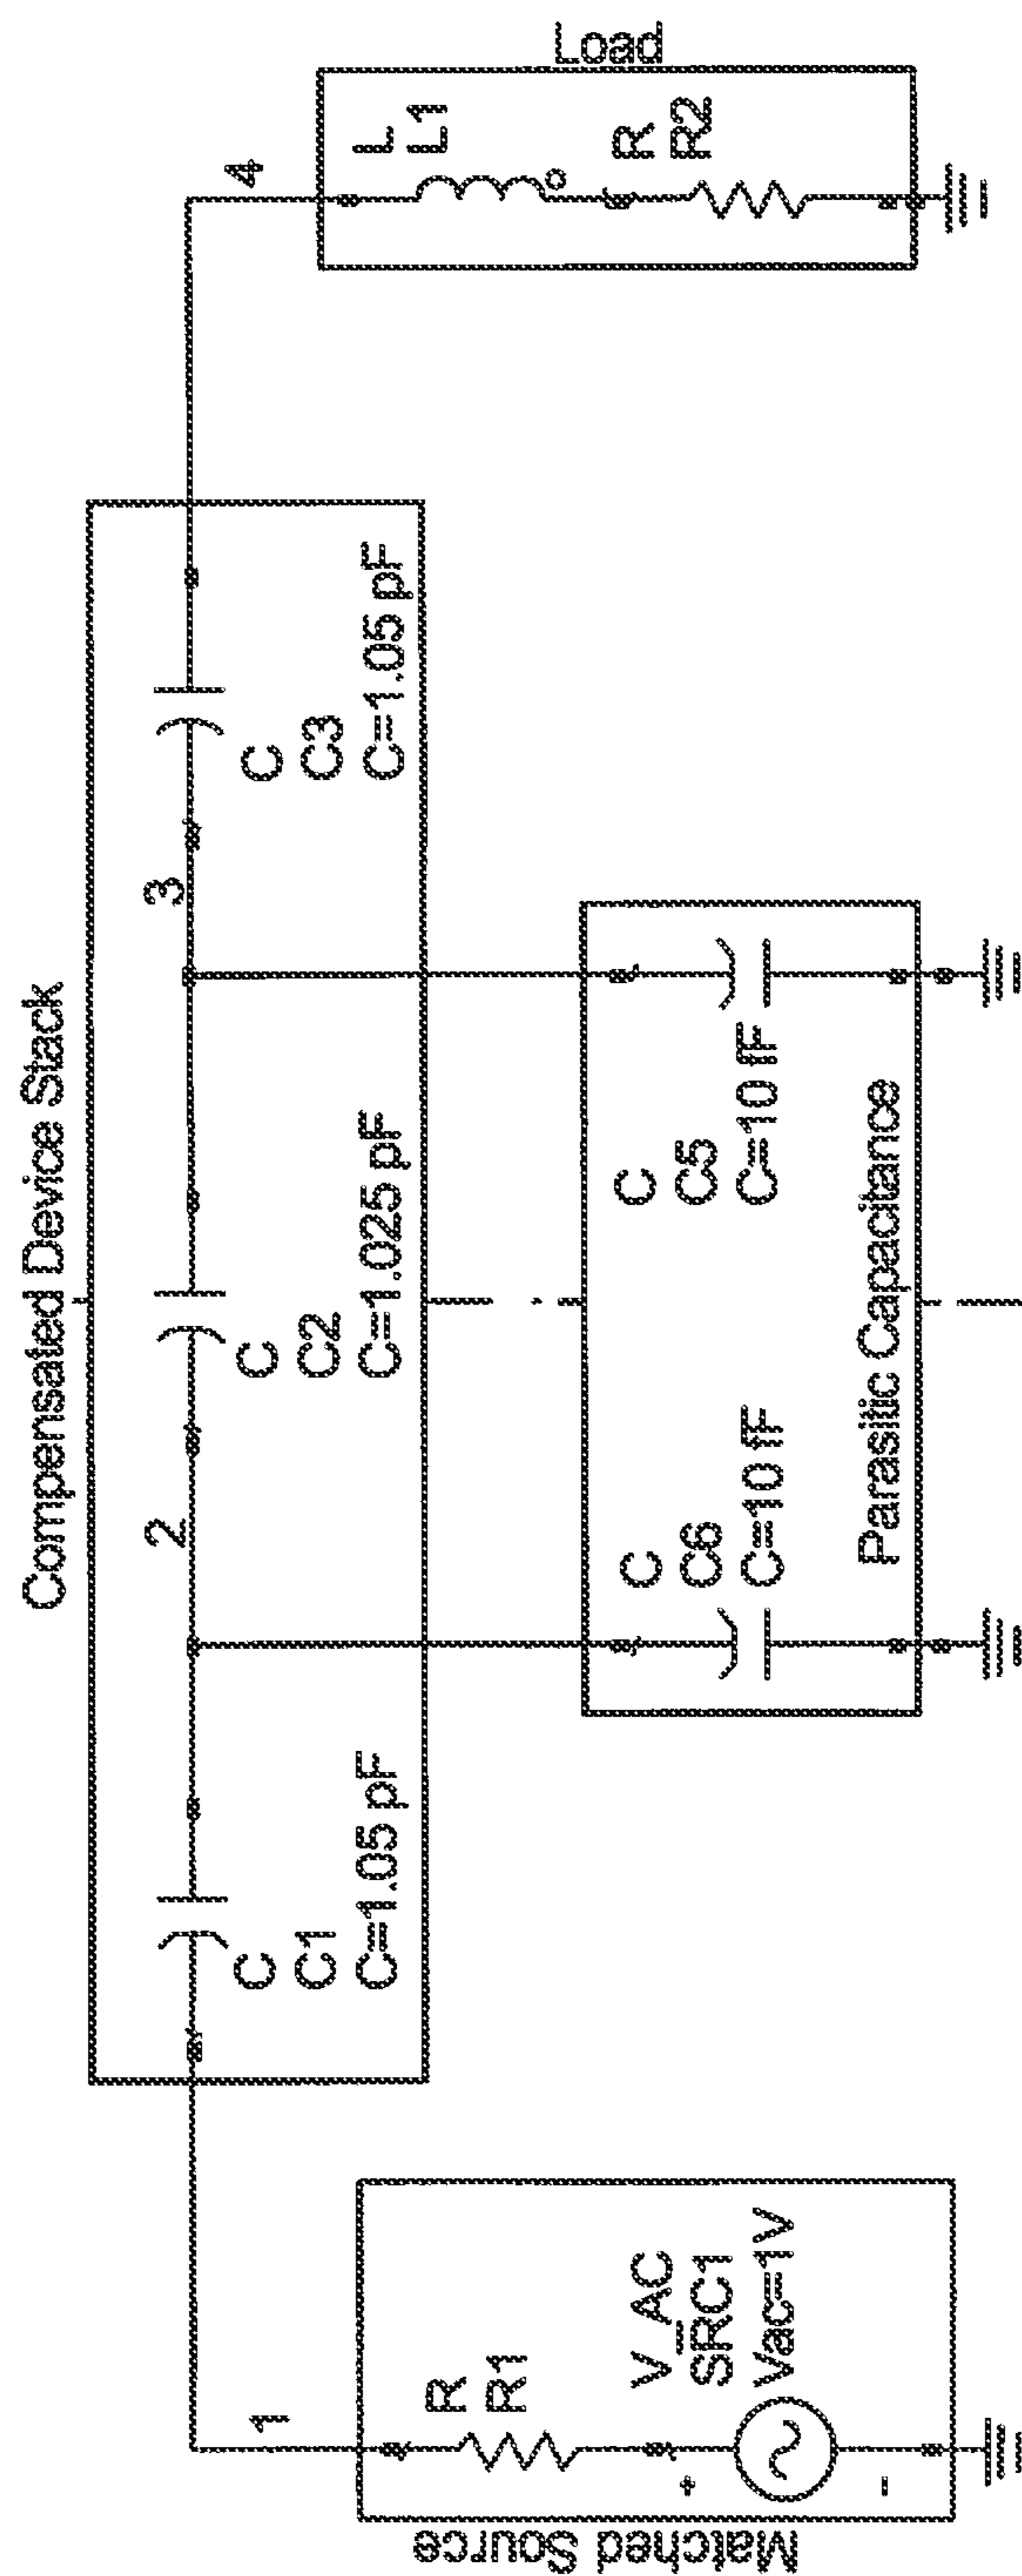 Compensated Device Stack
1
2
3
4
C
C1
C=1.05 pF
C
C2
C=1.025 pF
C
C3
C=1.05 pF
Matched Source
R
R1
+
V_AC
SRC1
Vac=1V
-
C
C6
C=10 fF
C
C5
C=10 fF
Parasitic Capacitance
L
L1
R
R2
Load